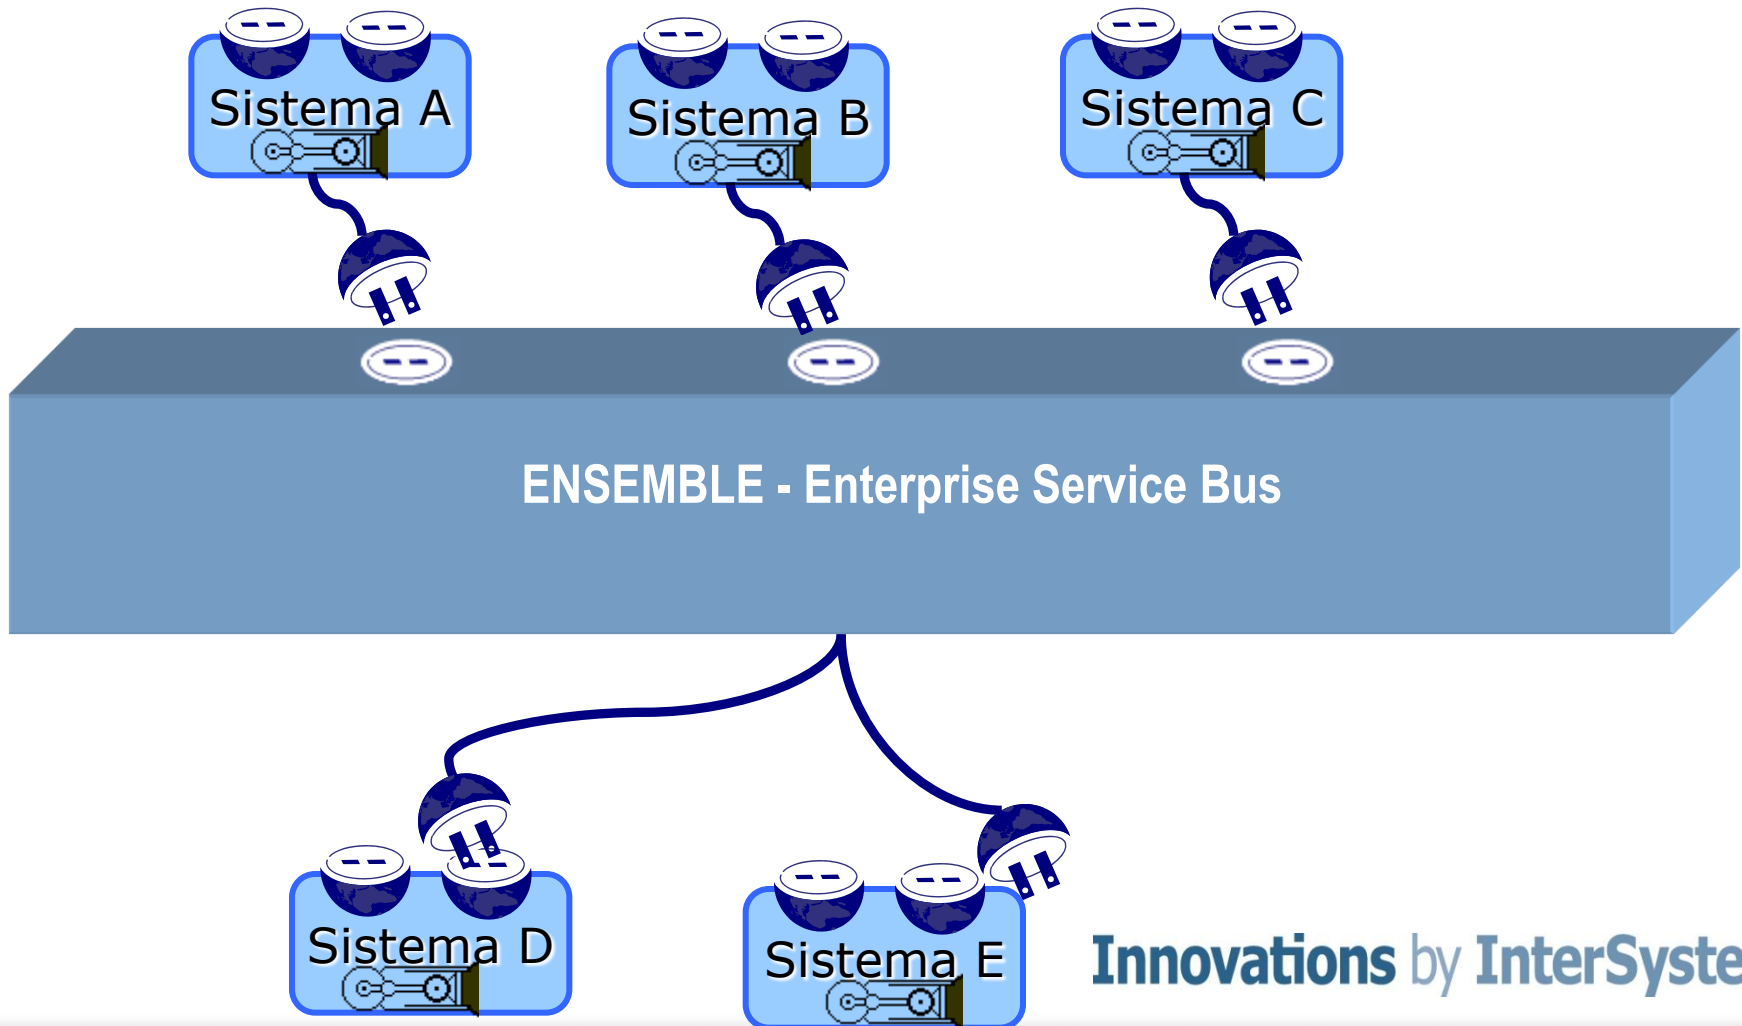 Sistema A
Sistema B
Sistema C
ENSEMBLE - Enterprise Service Bus
Sistema D
Sistema E
Innovations by InterSyste